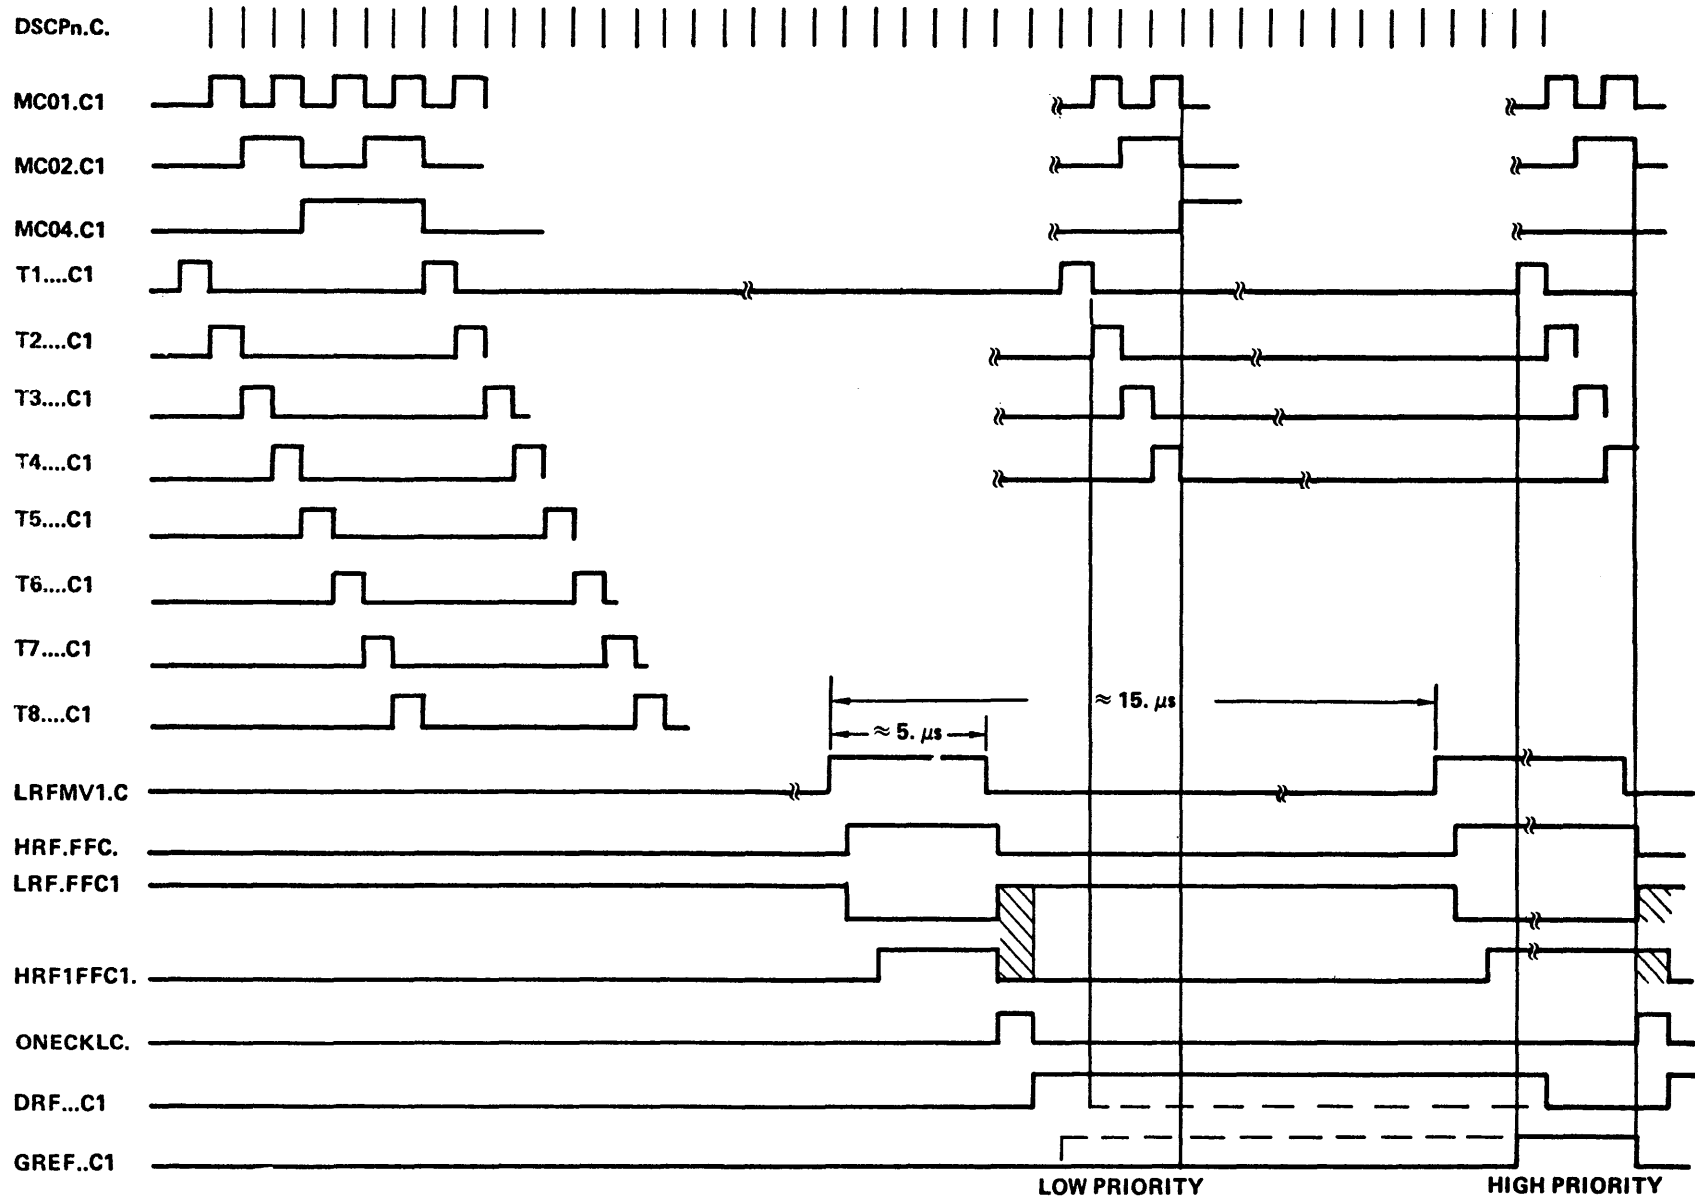 DSCPn.C.
MC01.C1
MC02.C1
MC04.C1
T1....C1
T2....C1
T3....C1
T4....C1
T5....C1
T6....C1
T7....C1
T8....C1
≈ 15. μs
≈ 5. μs
LRFMV1.C
HRF.FFC.
LRF.FFC1
HRF1FFC1.
ONECKLC.
DRF...C1
GREF..C1
LOW PRIORITY HIGH PRIORITY